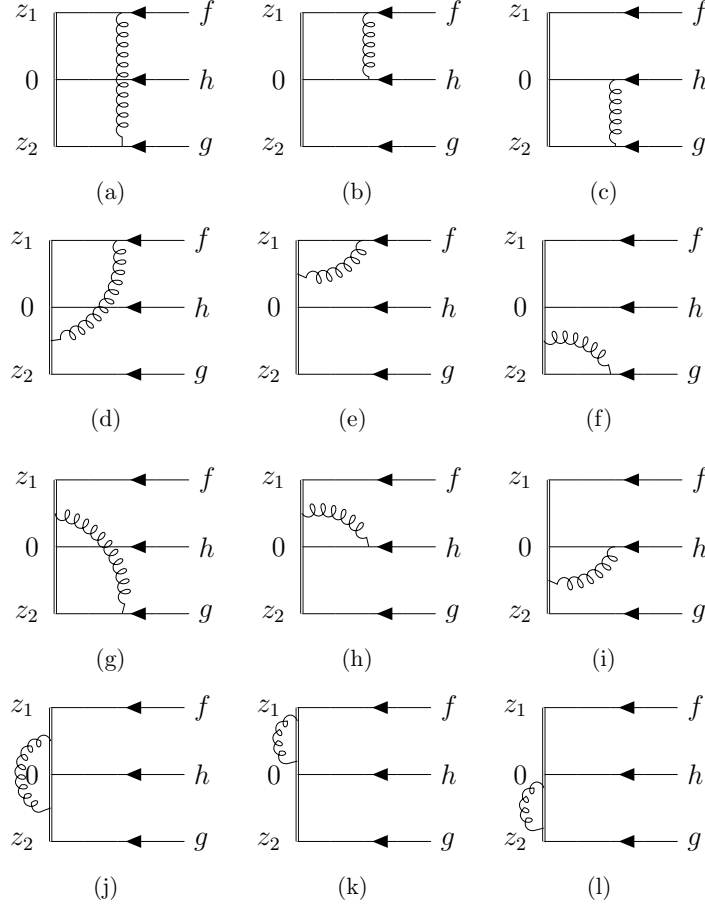 z₁ f z₁ f z₁ f
0 h 0 h 0 h
z₂ g z₂ g z₂ g
(a) (b) (c)
z₁ f z₁ f z₁ f
0 h 0 h 0 h
z₂ g z₂ g z₂ g
(d) (e) (f)
z₁ f z₁ f z₁ f
0 h 0 h 0 h
z₂ g z₂ g z₂ g
(g) (h) (i)
z₁ f z₁ f z₁ f
0 h 0 h 0 h
z₂ g z₂ g z₂ g
(j) (k) (l)